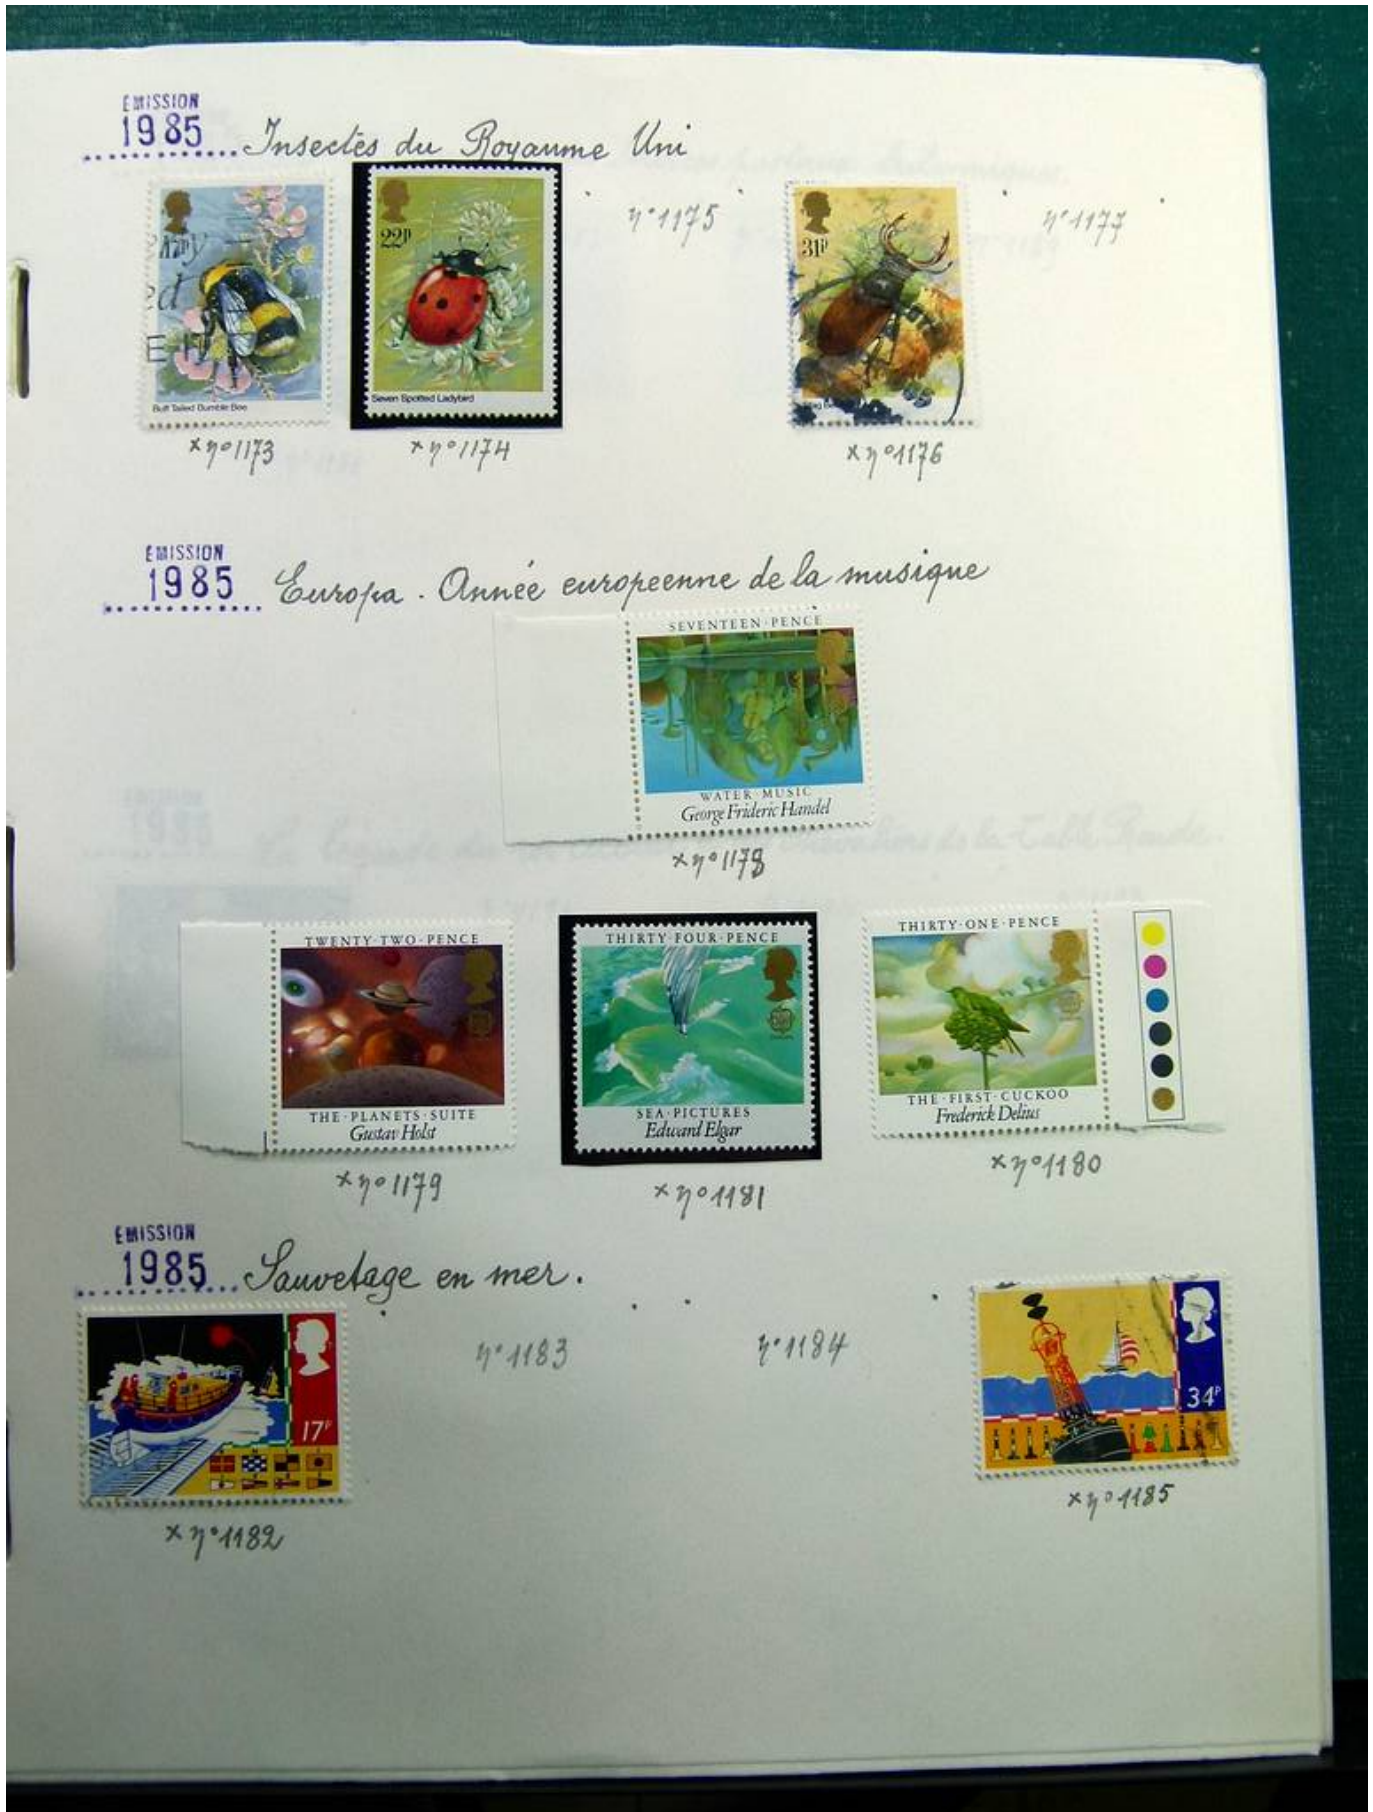 EMISSION
1985 Insectes du Royaume Uni
17P
22P
n°1175
31P
n°1177
Buff Tailed Bumble Bee
Seven Spotted Ladybird
x n°1173
x n°1174
x n°1176
EMISSION
1985 Europa. Année europeenne de la musique
SEVENTEEN·PENCE
WATER·MUSIC
George Frideric Handel
x n°1178
TWENTY·TWO·PENCE
THE·PLANETS·SUITE
Gustav Holst
x n°1179
THIRTY·FOUR·PENCE
SEA·PICTURES
Edward Elgar
x n°1181
THIRTY·ONE·PENCE
THE·FIRST·CUCKOO
Frederick Delius
x n°1180
EMISSION
1985 Sauvetage en mer.
17P
n°1183
n°1184
34P
x n°1182
x n°1185